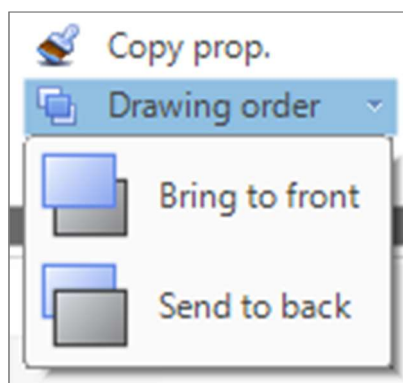 Copy prop.
Drawing order
Bring to front
Send to back